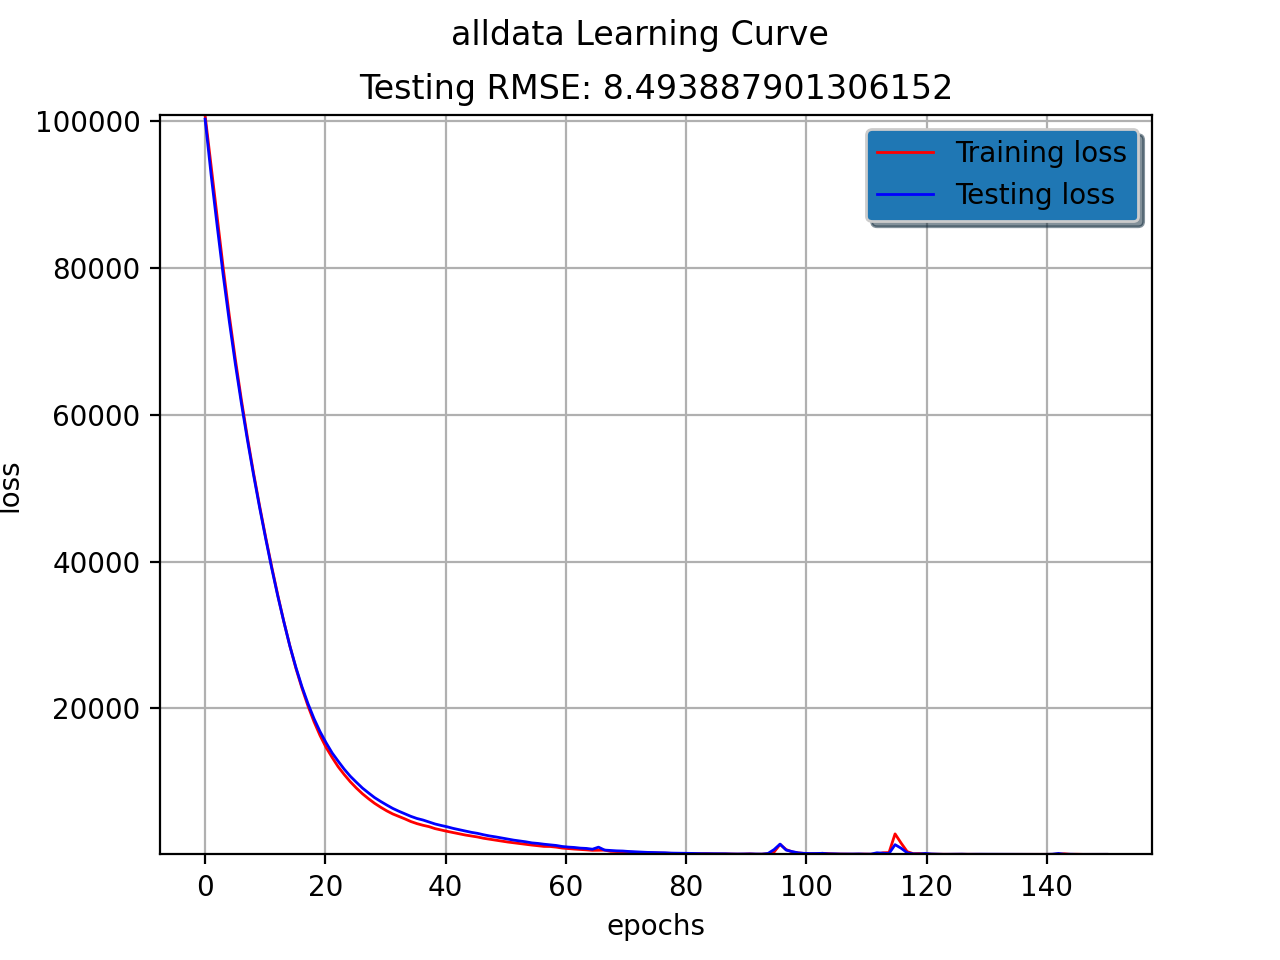 alldata Learning Curve
Testing RMSE: 8.493887901306152
100000
80000
60000
40000
20000
loss
Training loss
Testing loss
0 20 40 60 80 100 120 140
epochs